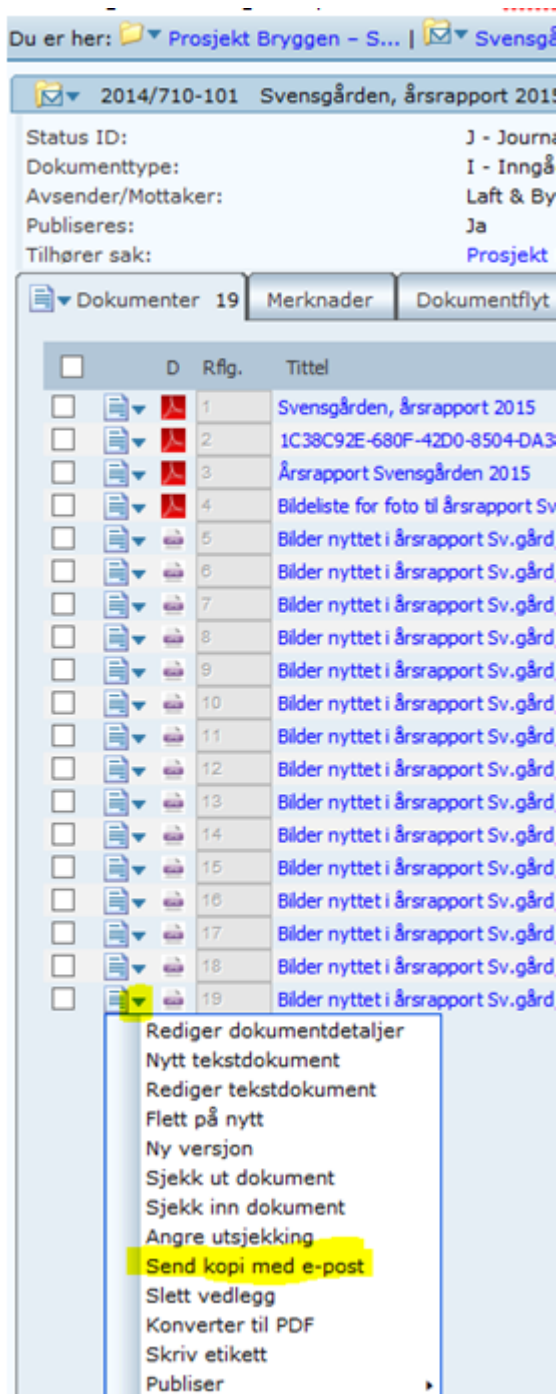 Du er her: Prosjekt Bryggen – S... | Svensgå
2014/710-101 Svensgården, årsrapport 2015
Status ID: J - Journa
Dokumenttype: I - Inngå
Avsender/Mottaker: Laft & By
Publiseres: Ja
Tilhører sak: Prosjekt
Dokumenter 19 Merknader Dokumentflyt
D Rflg. Tittel
1 Svensgården, årsrapport 2015
2 1C38C92E-680F-42D0-8504-DA38
3 Årsrapport Svensgården 2015
4 Bildeliste for foto til årsrapport Sv
5 Bilder nyttet i årsrapport Sv.gård,
6 Bilder nyttet i årsrapport Sv.gård,
7 Bilder nyttet i årsrapport Sv.gård,
8 Bilder nyttet i årsrapport Sv.gård,
9 Bilder nyttet i årsrapport Sv.gård,
10 Bilder nyttet i årsrapport Sv.gård,
11 Bilder nyttet i årsrapport Sv.gård,
12 Bilder nyttet i årsrapport Sv.gård,
13 Bilder nyttet i årsrapport Sv.gård,
14 Bilder nyttet i årsrapport Sv.gård,
15 Bilder nyttet i årsrapport Sv.gård,
16 Bilder nyttet i årsrapport Sv.gård,
17 Bilder nyttet i årsrapport Sv.gård,
18 Bilder nyttet i årsrapport Sv.gård,
19 Bilder nyttet i årsrapport Sv.gård,
Rediger dokumentdetaljer
Nytt tekstdokument
Rediger tekstdokument
Flett på nytt
Ny versjon
Sjekk ut dokument
Sjekk inn dokument
Angre utsjekking
Send kopi med e-post
Slett vedlegg
Konverter til PDF
Skriv etikett
Publiser